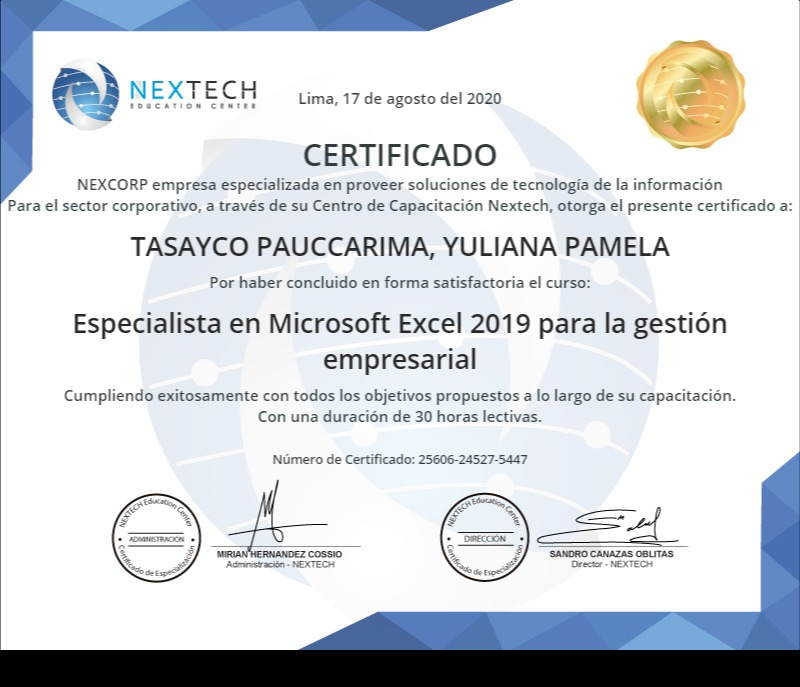 NEXTECH
EDUCATION CENTER
Lima, 17 de agosto del 2020
CERTIFICADO
NEXCORP empresa especializada en proveer soluciones de tecnología de la información
Para el sector corporativo, a través de su Centro de Capacitación Nextech, otorga el presente certificado a:
TASAYCO PAUCCARIMA, YULIANA PAMELA
Por haber concluido en forma satisfactoria el curso:
Especialista en Microsoft Excel 2019 para la gestión
empresarial
Cumpliendo exitosamente con todos los objetivos propuestos a lo largo de su capacitación.
Con una duración de 30 horas lectivas.
Número de Certificado: 25606-24527-5447
NEXTECH Education Center
ADMINISTRACIÓN
Certificado de Especialización
MIRIAN HERNANDEZ COSSIO
Administración - NEXTECH
NEXTECH Education Center
DIRECCIÓN
Certificado de Especialización
SANDRO CANAZAS OBLITAS
Director - NEXTECH